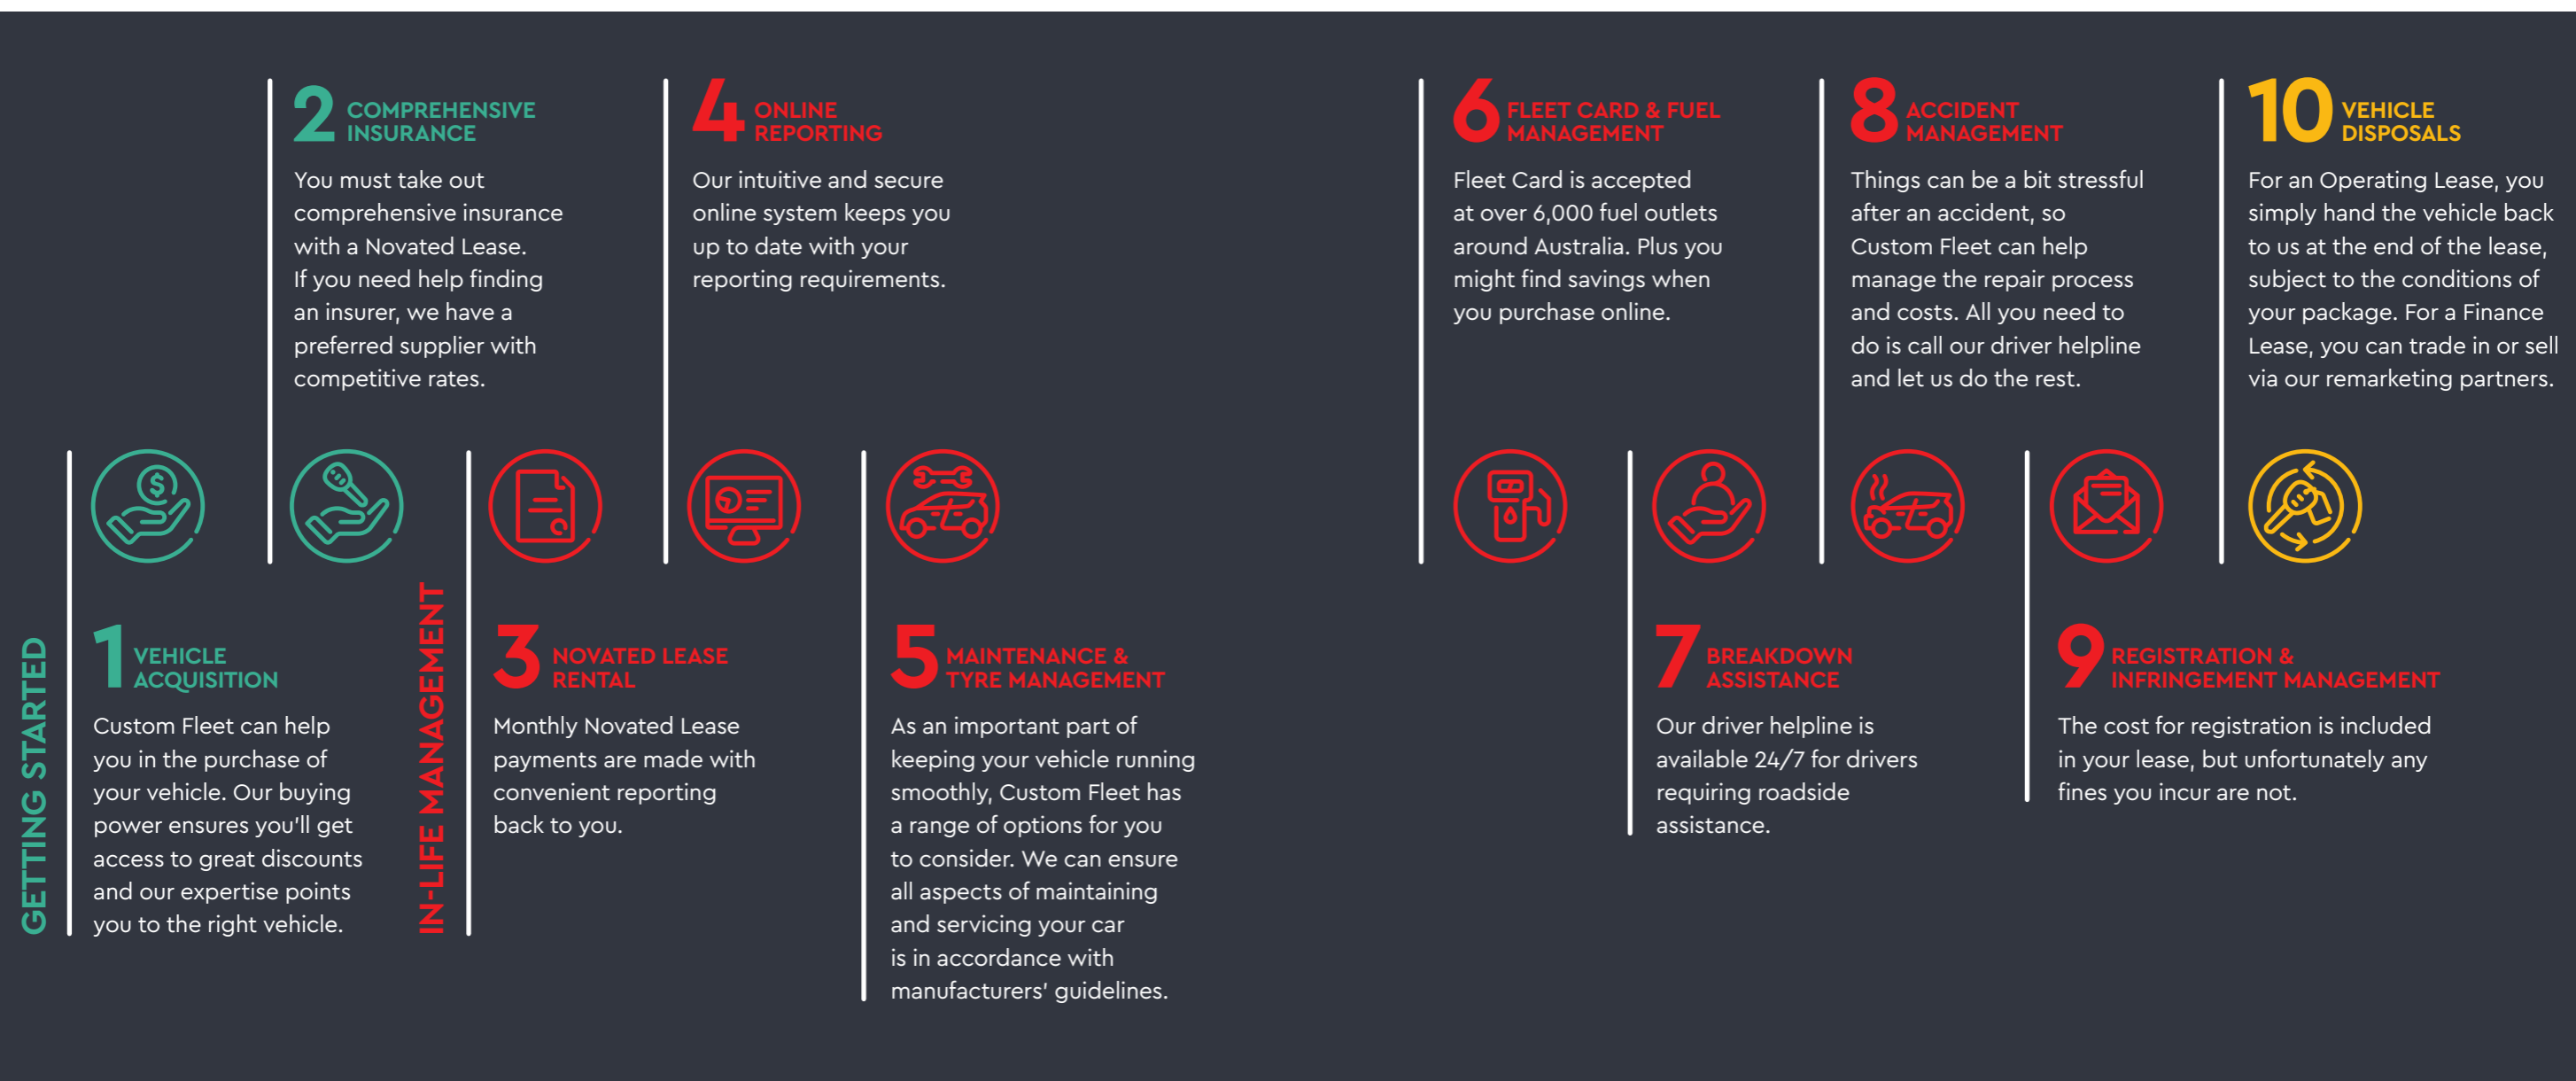 GETTING STARTED
1 VEHICLE
ACQUISITION
Custom Fleet can help
you in the purchase of
your vehicle. Our buying
power ensures you'll get
access to great discounts
and our expertise points
you to the right vehicle.
2 COMPREHENSIVE
INSURANCE
You must take out
comprehensive insurance
with a Novated Lease.
If you need help finding
an insurer, we have a
preferred supplier with
competitive rates.
IN-LIFE MANAGEMENT
3 NOVATED LEASE
RENTAL
Monthly Novated Lease
payments are made with
convenient reporting
back to you.
4 ONLINE
REPORTING
Our intuitive and secure
online system keeps you
up to date with your
reporting requirements.
5 MAINTENANCE &
TYRE MANAGEMENT
As an important part of
keeping your vehicle running
smoothly, Custom Fleet has
a range of options for you
to consider. We can ensure
all aspects of maintaining
and servicing your car
is in accordance with
manufacturers' guidelines.
6 FLEET CARD & FUEL
MANAGEMENT
Fleet Card is accepted
at over 6,000 fuel outlets
around Australia. Plus you
might find savings when
you purchase online.
7 BREAKDOWN
ASSISTANCE
Our driver helpline is
available 24/7 for drivers
requiring roadside
assistance.
8 ACCIDENT
MANAGEMENT
Things can be a bit stressful
after an accident, so
Custom Fleet can help
manage the repair process
and costs. All you need to
do is call our driver helpline
and let us do the rest.
9 REGISTRATION &
INFRINGEMENT MANAGEMENT
The cost for registration is included
in your lease, but unfortunately any
fines you incur are not.
10 VEHICLE
DISPOSALS
For an Operating Lease, you
simply hand the vehicle back
to us at the end of the lease,
subject to the conditions of
your package. For a Finance
Lease, you can trade in or sell
via our remarketing partners.